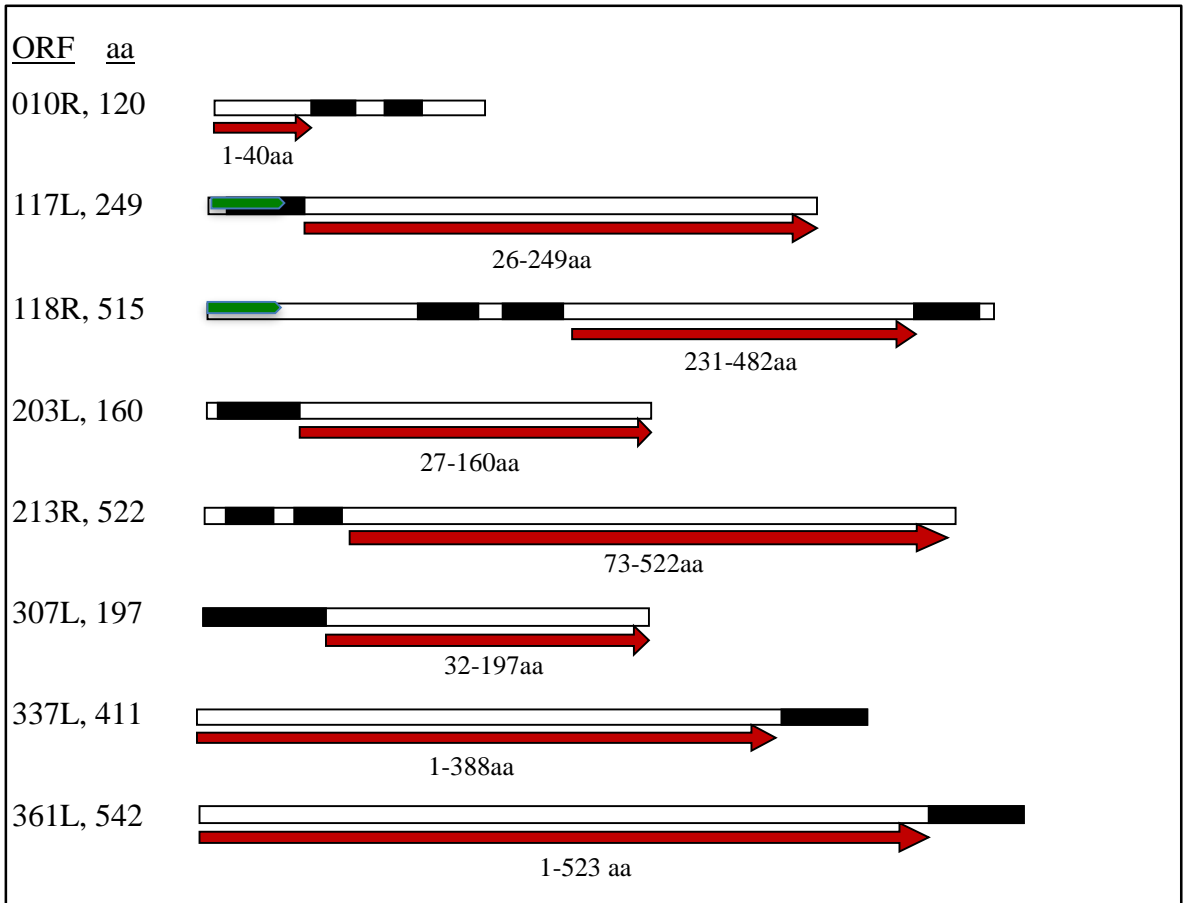 ORF aa
010R, 120
1-40aa
117L, 249
26-249aa
118R, 515
231-482aa
203L, 160
27-160aa
213R, 522
73-522aa
307L, 197
32-197aa
337L, 411
1-388aa
361L, 542
1-523 aa